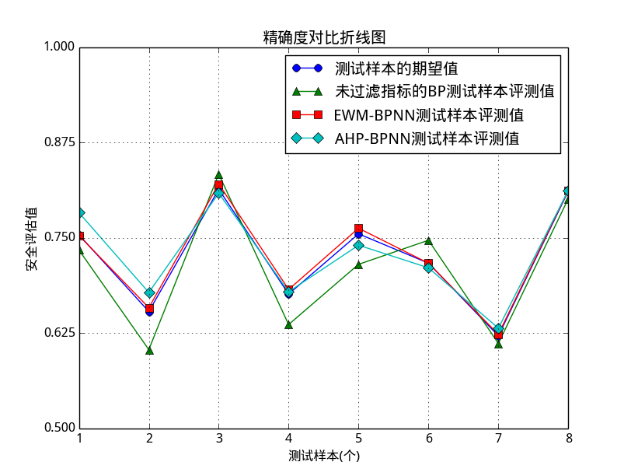 精确度对比折线图
1.000
0.875
0.750
0.625
0.500
安全评估值
测试样本的期望值
未过滤指标的BP测试样本评测值
EWM-BPNN测试样本评测值
AHP-BPNN测试样本评测值
1 2 3 4 5 6 7 8
测试样本(个)